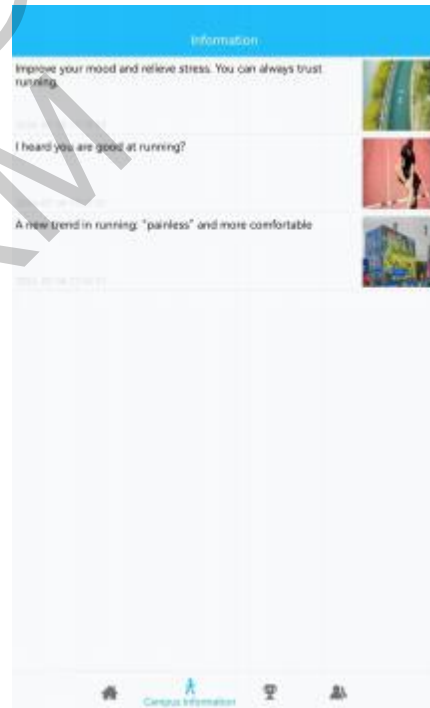 Information
Improve your mood and relieve stress. You can always trust
running.
I heard you are good at running?
A new trend in running: "painless" and more comfortable
Campus Information